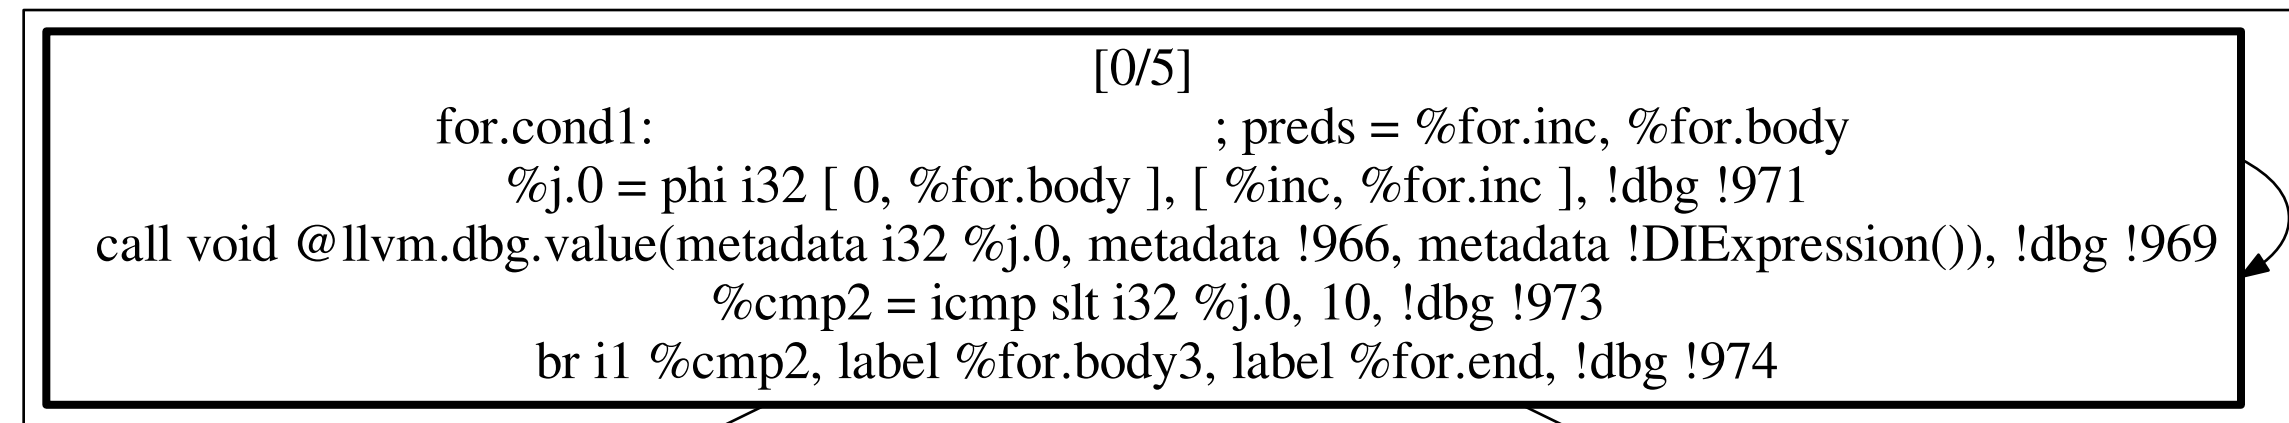 [0/5]
for.cond1: ; preds = %for.inc, %for.body
%j.0 = phi i32 [ 0, %for.body ], [ %inc, %for.inc ], !dbg !971
call void @llvm.dbg.value(metadata i32 %j.0, metadata !966, metadata !DIExpression()), !dbg !969
%cmp2 = icmp slt i32 %j.0, 10, !dbg !973
br i1 %cmp2, label %for.body3, label %for.end, !dbg !974